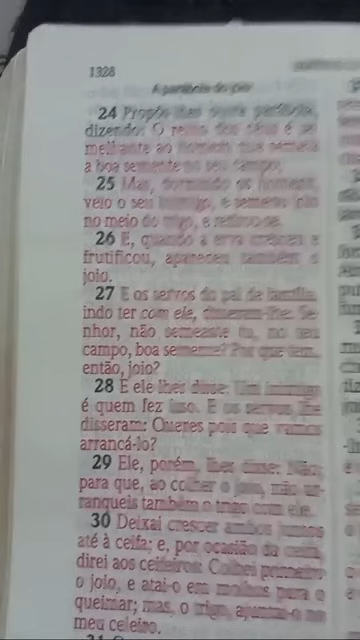 1328
A parábola do joio
24 Propôs-lhes outra parábola,
dizendo: O reino dos céus é se-
melhante ao homem que semeia
a boa semente no seu campo;
25 Mas, dormindo os homens,
veio o seu inimigo, e semeou joio
no meio do trigo, e retirou-se.
26 E, quando a erva cresceu e
frutificou, apareceu também o
joio.
27 E os servos do pai de família,
indo ter com ele, disseram-lhe: Se-
nhor, não semeaste tu, no teu
campo, boa semente? Por que tem,
então, joio?
28 E ele lhes disse: Um inimigo
é quem fez isso. E os servos lhe
disseram: Queres pois que vamos
arrancá-lo?
29 Ele, porém, lhes disse: Não;
para que, ao colher o joio, não ar-
ranqueis também o trigo com ele.
30 Deixai crescer ambos juntos
até à ceifa; e, por ocasião da ceifa,
direi aos ceifeiros: Colhei primeiro
o joio, e atai-o em molhos para o
queimar; mas, o trigo, ajuntai-o no
meu celeiro.